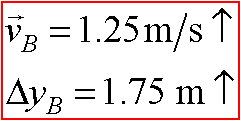 v⃗_B = 1.25 m/s ↑
Δy_B = 1.75 m ↑